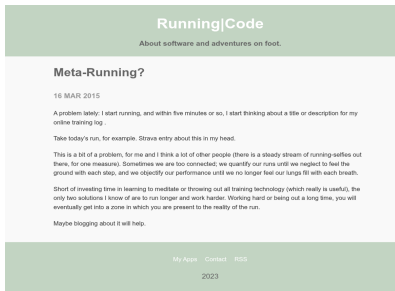 Running|Code
About software and adventures on foot.
Meta-Running?
16 MAR 2015
A problem lately: I start running, and within five minutes or so, I start thinking about a title or description for my
online training log .
Take today's run, for example. Strava entry about this in my head.
This is a bit of a problem, for me and I think a lot of other people (there is a steady stream of running-selfies out
there, for one measure). Sometimes we are too connected; we quantify our runs until we neglect to feel the
ground with each step, and we objectify our performance until we no longer feel our lungs fill with each breath.
Short of investing time in learning to meditate or throwing out all training technology (which really is useful), the
only two solutions I know of are to run longer and work harder. Working hard or being out a long time, you will
eventually get into a zone in which you are present to the reality of the run.
Maybe blogging about it will help.
My Apps Contact RSS
2023